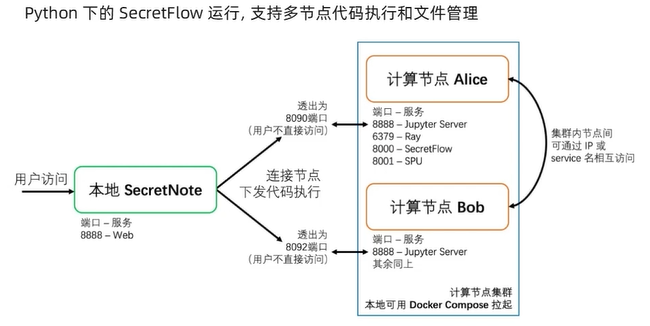 Python 下的 SecretFlow 运行, 支持多节点代码执行和文件管理
用户访问
本地 SecretNote
端口 – 服务
8888 – Web
透出为
8090端口
(用户不直接访问)
连接节点
下发代码执行
透出为
8092端口
(用户不直接访问)
计算节点 Alice
端口 – 服务
8888 – Jupyter Server
6379 – Ray
8000 – SecretFlow
8001 – SPU
计算节点 Bob
端口 – 服务
8888 – Jupyter Server
其余同上
计算节点集群
本地可用 Docker Compose 拉起
集群内节点间
可通过 IP 或
service 名相互访问